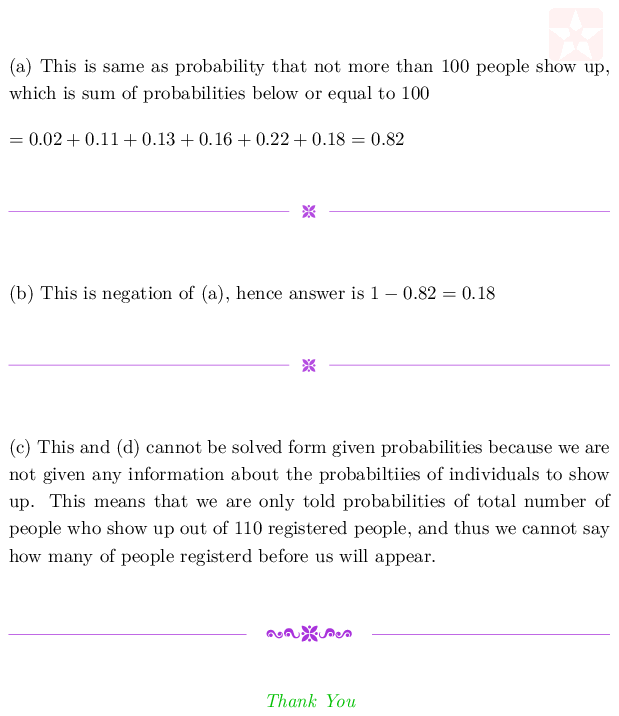 (a) This is same as probability that not more than 100 people show up,
which is sum of probabilities below or equal to 100
= 0.02 + 0.11 + 0.13 + 0.16 + 0.22 + 0.18 = 0.82
(b) This is negation of (a), hence answer is 1 − 0.82 = 0.18
(c) This and (d) cannot be solved form given probabilities because we are
not given any information about the probabiltiies of individuals to show
up. This means that we are only told probabilities of total number of
people who show up out of 110 registered people, and thus we cannot say
how many of people registerd before us will appear.
Thank You